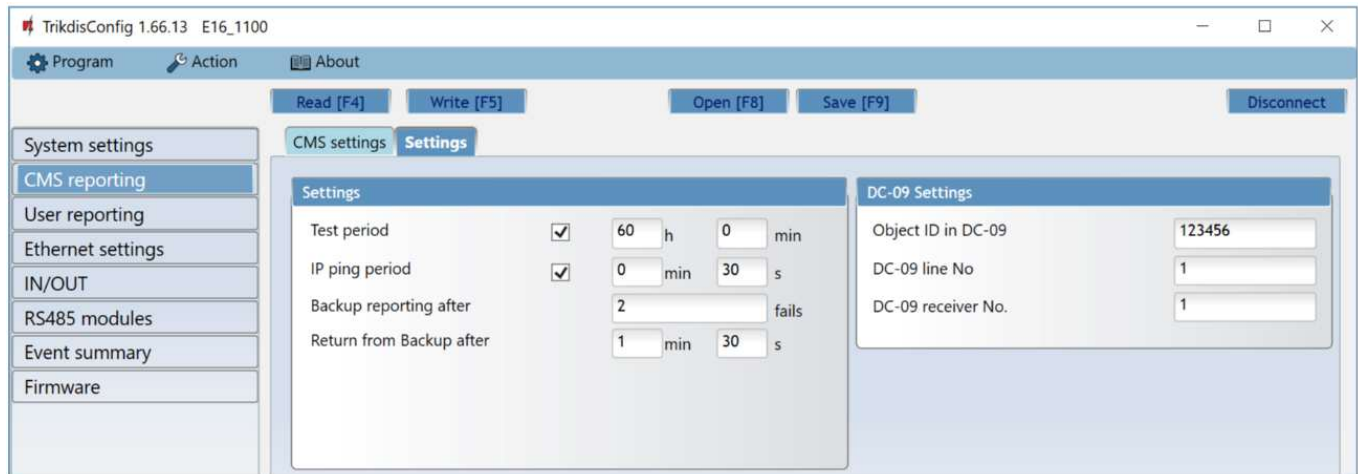 TrikdisConfig 1.66.13 E16_1100
Program Action About
Read [F4] Write [F5] Open [F8] Save [F9] Disconnect
System settings
CMS reporting
User reporting
Ethernet settings
IN/OUT
RS485 modules
Event summary
Firmware
CMS settings Settings
Settings
Test period 60 h 0 min
IP ping period 0 min 30 s
Backup reporting after 2 fails
Return from Backup after 1 min 30 s
DC-09 Settings
Object ID in DC-09 123456
DC-09 line No 1
DC-09 receiver No. 1